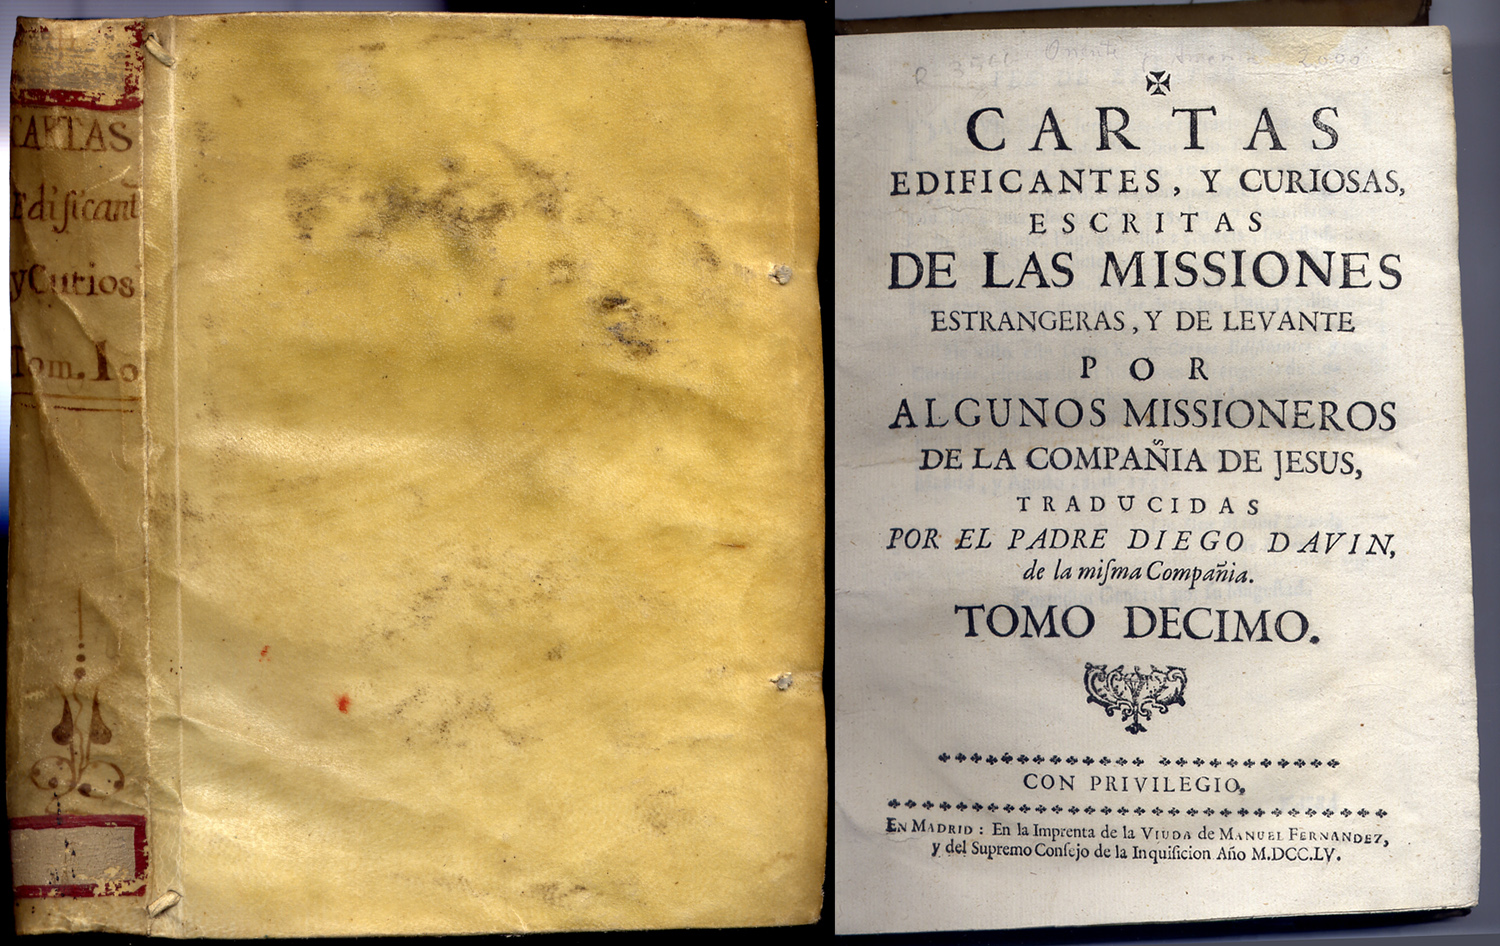 CARTAS
Edificant
y Curios
Tom. 10
CARTAS
EDIFICANTES, Y CURIOSAS,
ESCRITAS
DE LAS MISSIONES
ESTRANGERAS, Y DE LEVANTE
POR
ALGUNOS MISSIONEROS
DE LA COMPAÑIA DE JESUS,
TRADUCIDAS
POR EL PADRE DIEGO DAVIN,
de la miſma Compañia.
TOMO DECIMO.
CON PRIVILEGIO,
EN MADRID: En la Imprenta de la VIUDA de MANUEL FERNANDEZ,
y del Supremo Conſejo de la Inquiſicion Año M.DCC.LV.